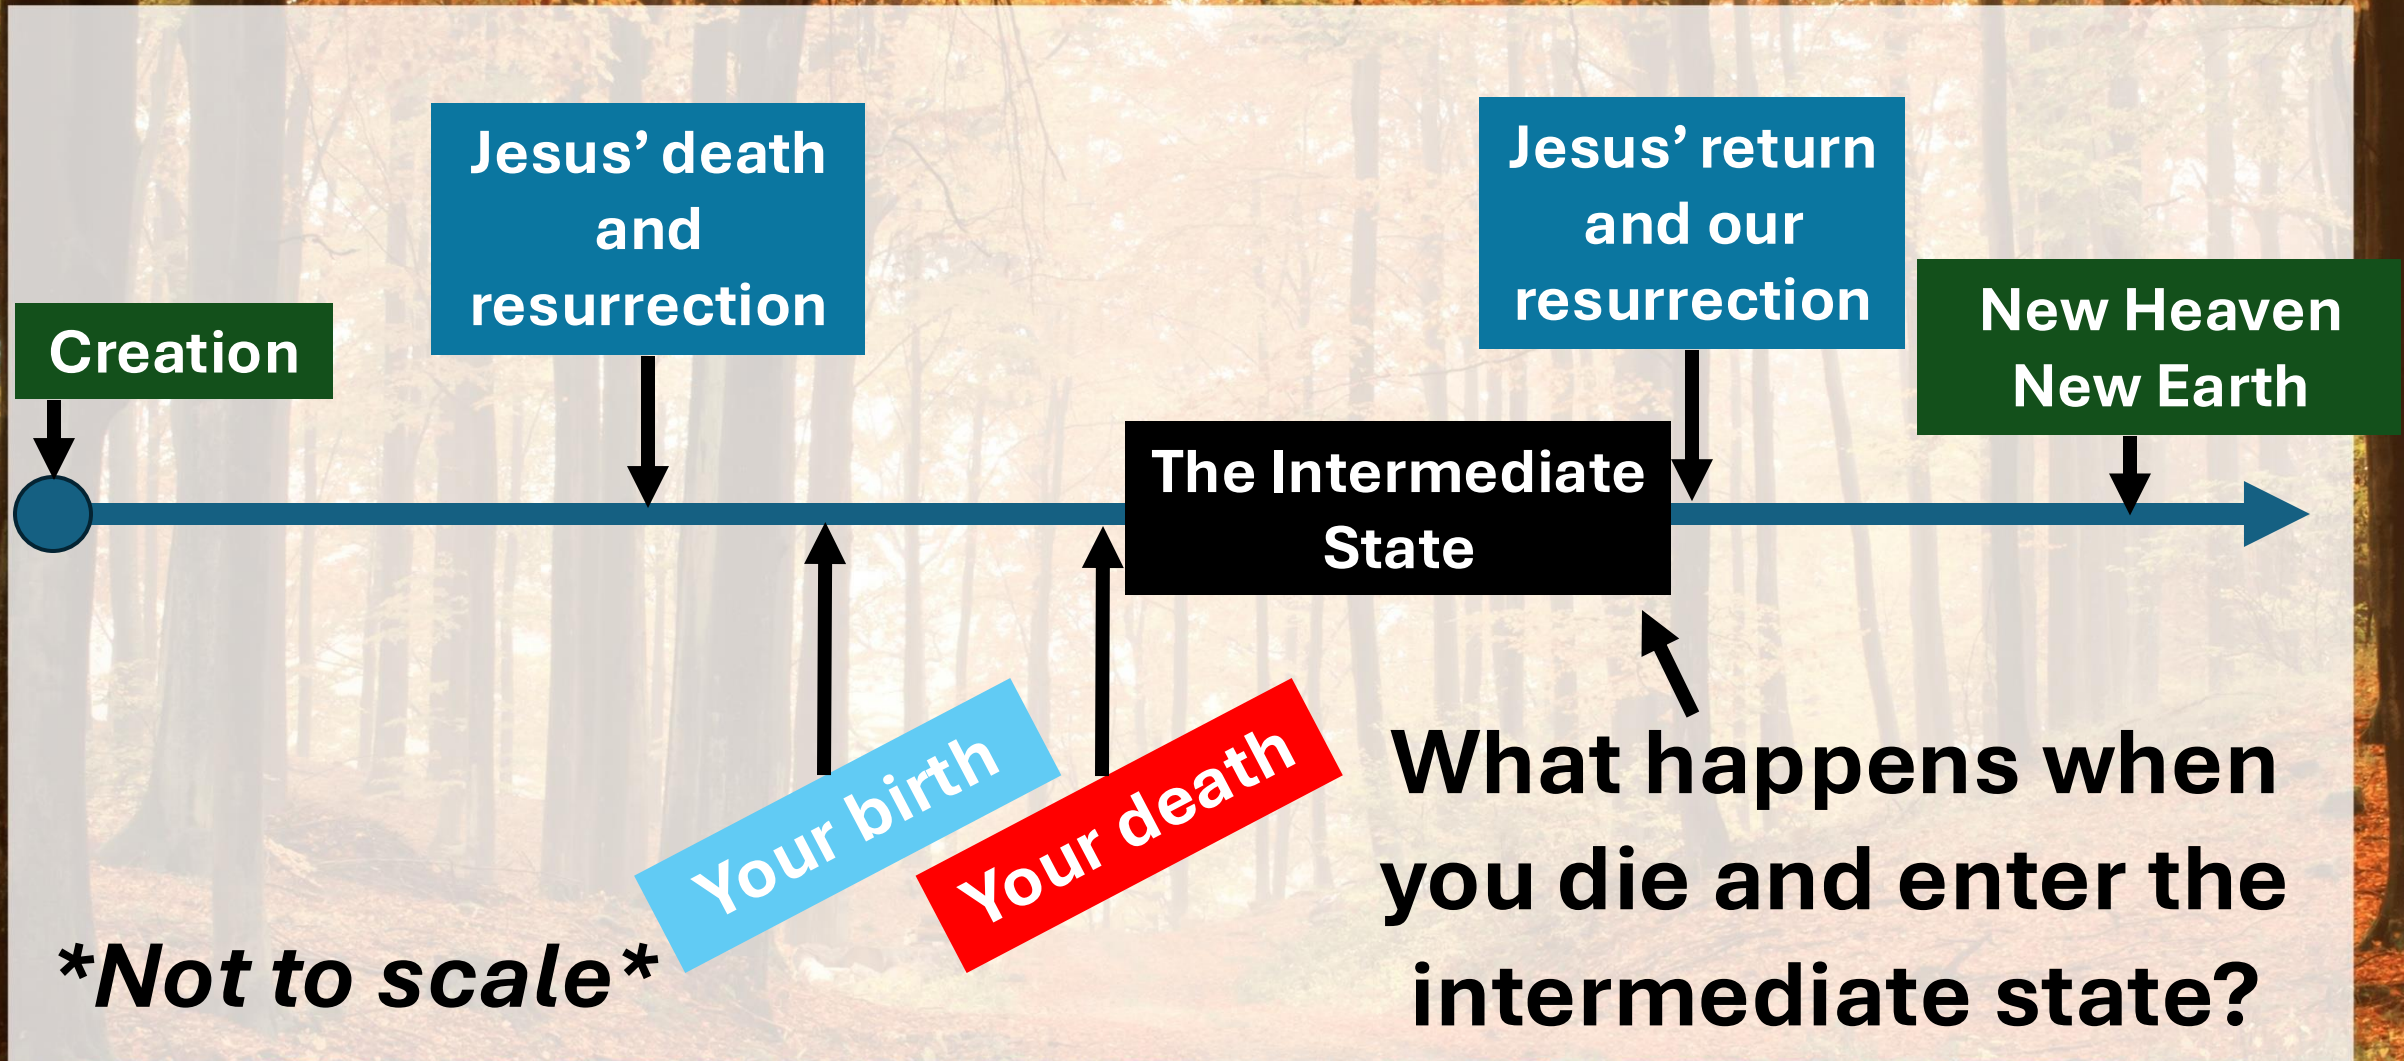 Jesus’ death
and
resurrection
Jesus’ return
and our
resurrection
Creation
New Heaven
New Earth
The Intermediate
State
Your birth
Your death
What happens when
you die and enter the
intermediate state?
*Not to scale*